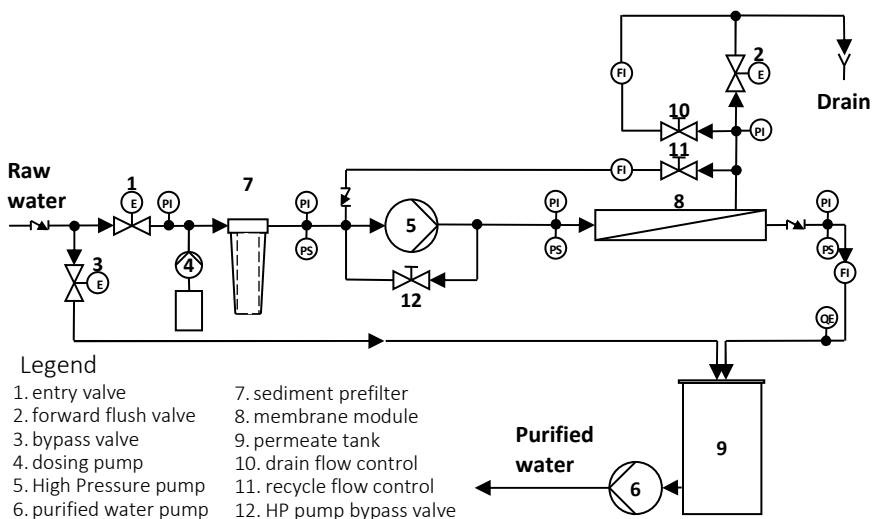 2
E
FI
Drain
10
PI
11
FI
Raw
water
1
E
PI
7
PI
PS
5
PI
PS
8
PI
PS
3
E
4
12
FI
QE
Legend
1. entry valve
2. forward flush valve
3. bypass valve
4. dosing pump
5. High Pressure pump
6. purified water pump
7. sediment prefilter
8. membrane module
9. permeate tank
10. drain flow control
11. recycle flow control
12. HP pump bypass valve
Purified
water
6
9